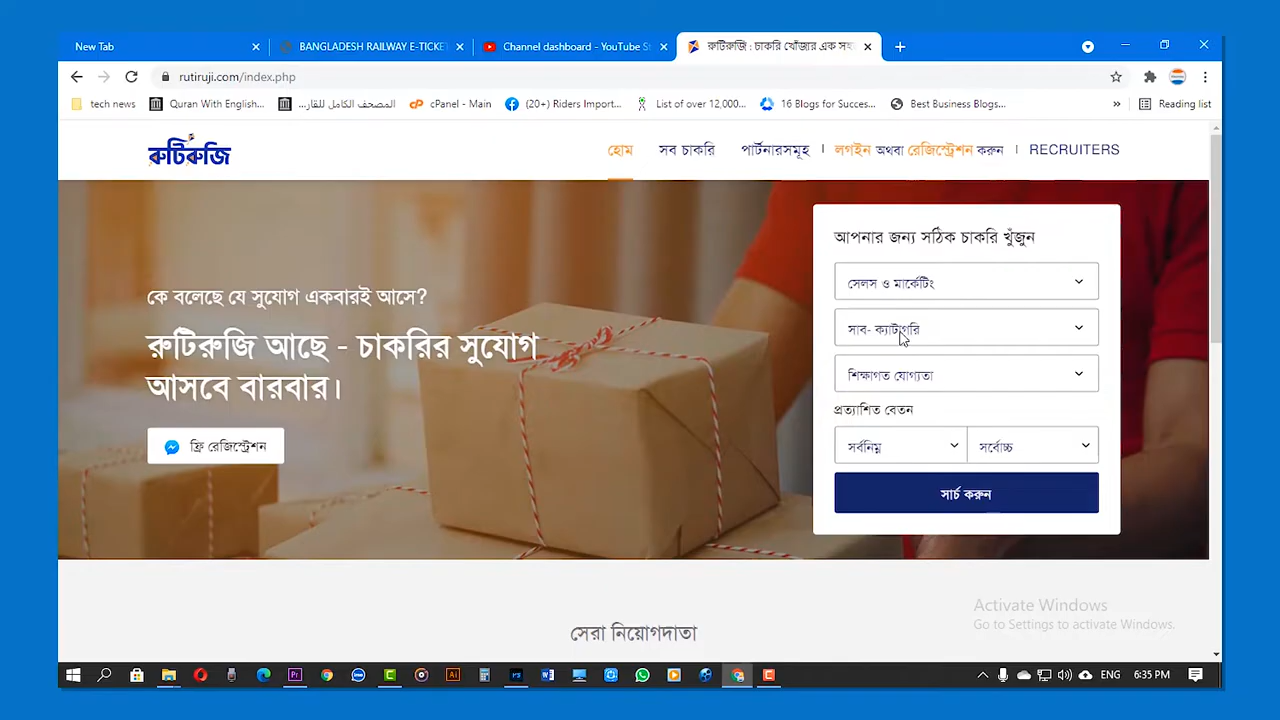 New Tab
BANGLADESH RAILWAY E-TICKE
Channel dashboard - YouTube S
রুটিরুজি : চাকরি খোঁজার এক সহ
rutiruji.com/index.php
tech news
Quran With English...
المصحف الكامل للقار...
cPanel - Main
(20+) Riders Import...
List of over 12,000...
16 Blogs for Succes...
Best Business Blogs...
»
Reading list
রুটিরুজি
হোম
সব চাকরি
পার্টনারসমূহ
লগইন অথবা রেজিস্ট্রেশন করুন
RECRUITERS
কে বলেছে যে সুযোগ একবারই আসে?
রুটিরুজি আছে - চাকরির সুযোগ
আসবে বারবার।
ফ্রি রেজিস্ট্রেশন
আপনার জন্য সঠিক চাকরি খুঁজুন
সেলস ও মার্কেটিং
সাব- ক্যাটাগরি
শিক্ষাগত যোগ্যতা
প্রত্যাশিত বেতন
সর্বনিম্ন
সর্বোচ্চ
সার্চ করুন
সেরা নিয়োগদাতা
Activate Windows
Go to Settings to activate Windows.
ENG
6:35 PM